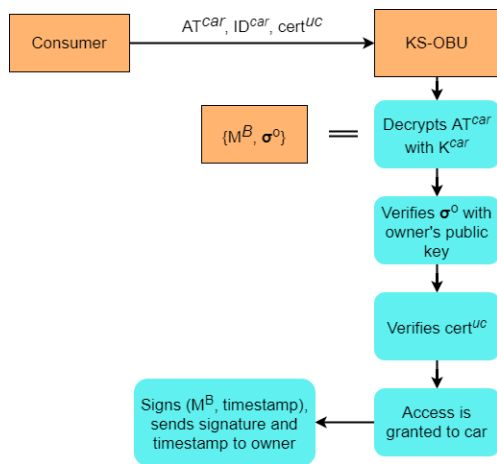 AT^car, ID^car, cert^uc
Consumer
KS-OBU
{M^B, σ^o}
Decrypts AT^car
with K^car
Verifies σ^o with
owner's public
key
Verifies cert^uc
Access is
granted to car
Signs (M^B, timestamp),
sends signature and
timestamp to owner